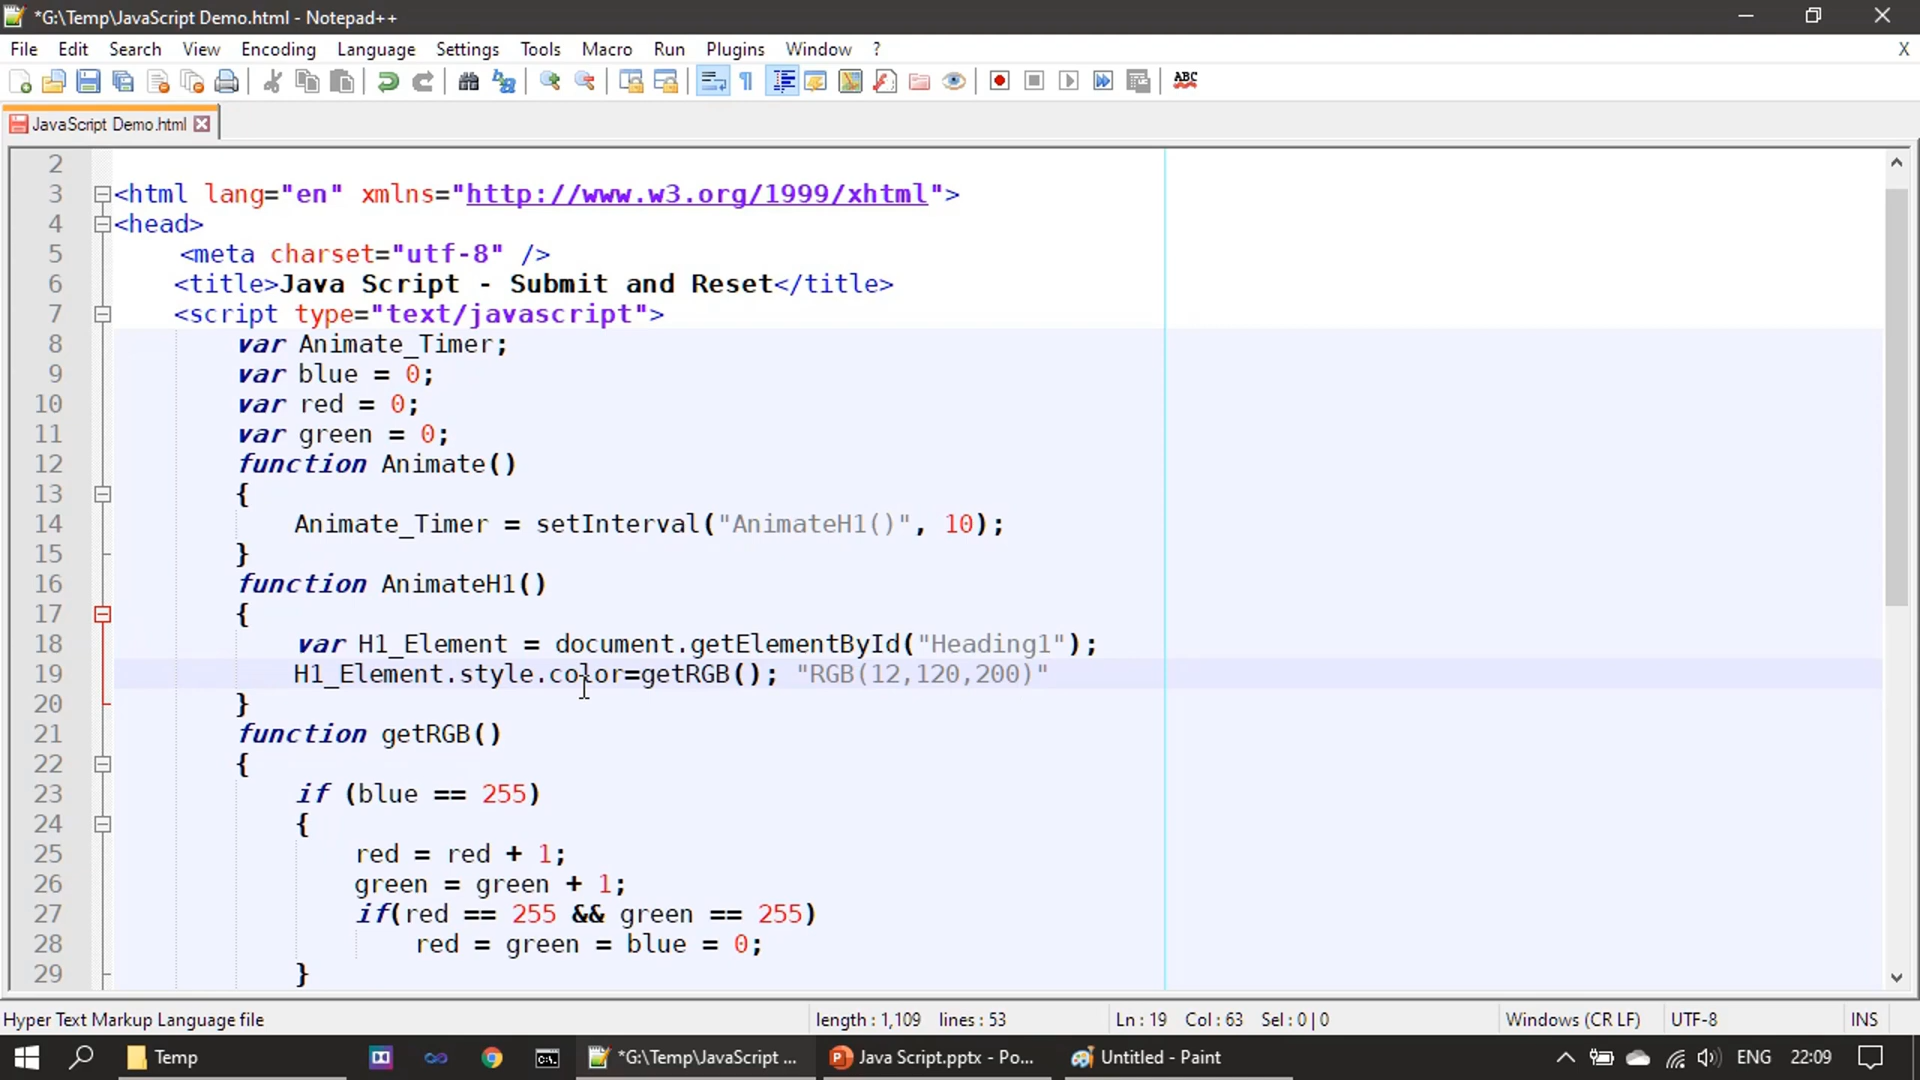 *G:\Temp\JavaScript Demo.html - Notepad++
File Edit Search View Encoding Language Settings Tools Macro Run Plugins Window ? X
ABC
JavaScript Demo.html
2
3 <html lang="en" xmlns="http://www.w3.org/1999/xhtml">
4 <head>
5 <meta charset="utf-8" />
6 <title>Java Script - Submit and Reset</title>
7 <script type="text/javascript">
8 var Animate_Timer;
9 var blue = 0;
10 var red = 0;
11 var green = 0;
12 function Animate()
13 {
14 Animate_Timer = setInterval("AnimateH1()", 10);
15 }
16 function AnimateH1()
17 {
18 var H1_Element = document.getElementById("Heading1");
19 H1_Element.style.color=getRGB(); "RGB(12,120,200)"
20 }
21 function getRGB()
22 {
23 if (blue == 255)
24 {
25 red = red + 1;
26 green = green + 1;
27 if(red == 255 && green == 255)
28 red = green = blue = 0;
29 }
Hyper Text Markup Language file length : 1,109 lines : 53 Ln : 19 Col : 63 Sel : 0 | 0 Windows (CR LF) UTF-8 INS
Temp *G:\Temp\JavaScript ... Java Script.pptx - Po... Untitled - Paint ENG 22:09